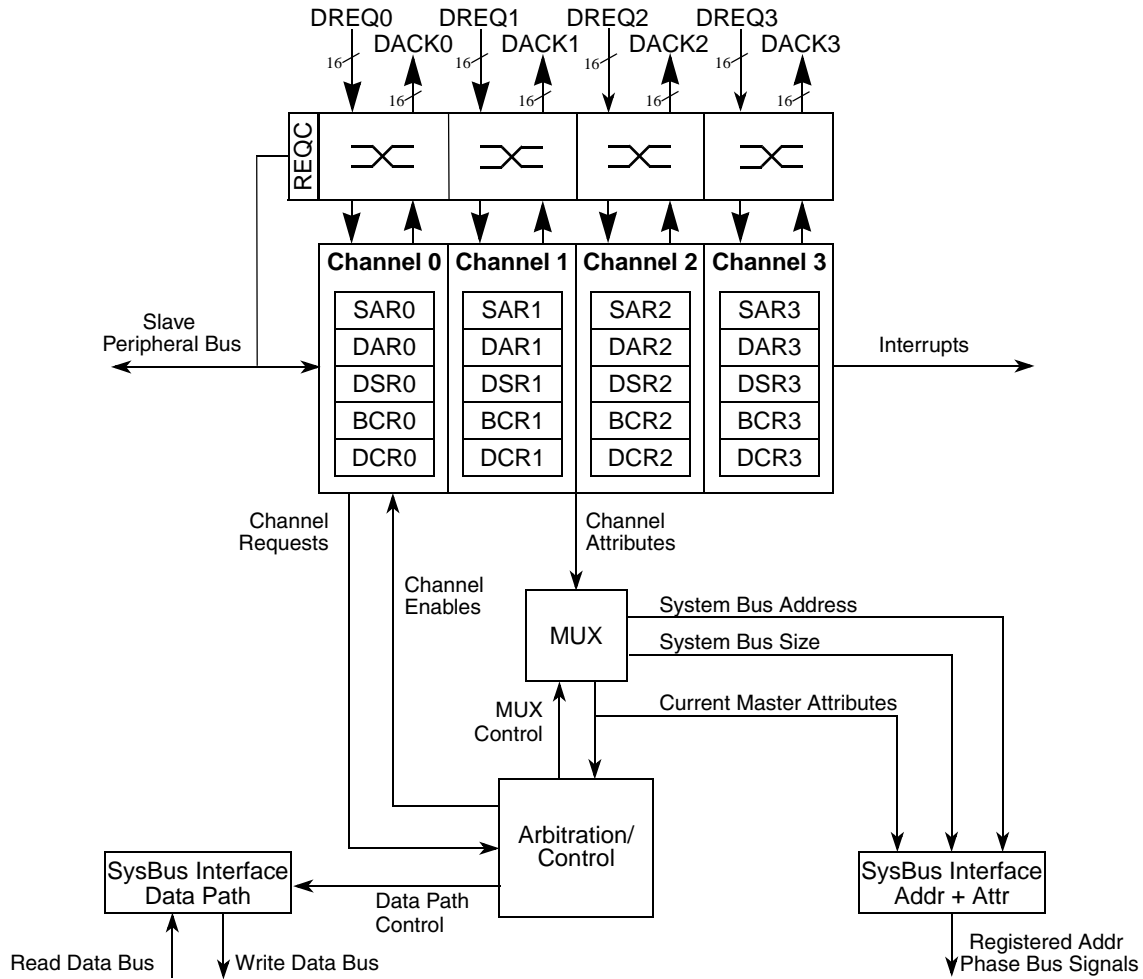 DREQ0 DREQ1 DREQ2 DREQ3
DACK0 DACK1 DACK2 DACK3
16 16 16 16
16 16 16 16
REQC
Channel 0 Channel 1 Channel 2 Channel 3
SAR0 SAR1 SAR2 SAR3
DAR0 DAR1 DAR2 DAR3
DSR0 DSR1 DSR2 DSR3
BCR0 BCR1 BCR2 BCR3
DCR0 DCR1 DCR2 DCR3
Slave
Peripheral Bus
Interrupts
Channel
Requests
Channel
Attributes
Channel
Enables
MUX
System Bus Address
System Bus Size
Current Master Attributes
MUX
Control
Arbitration/
Control
SysBus Interface
Data Path
Data Path
Control
SysBus Interface
Addr + Attr
Read Data Bus
Write Data Bus
Registered Addr
Phase Bus Signals